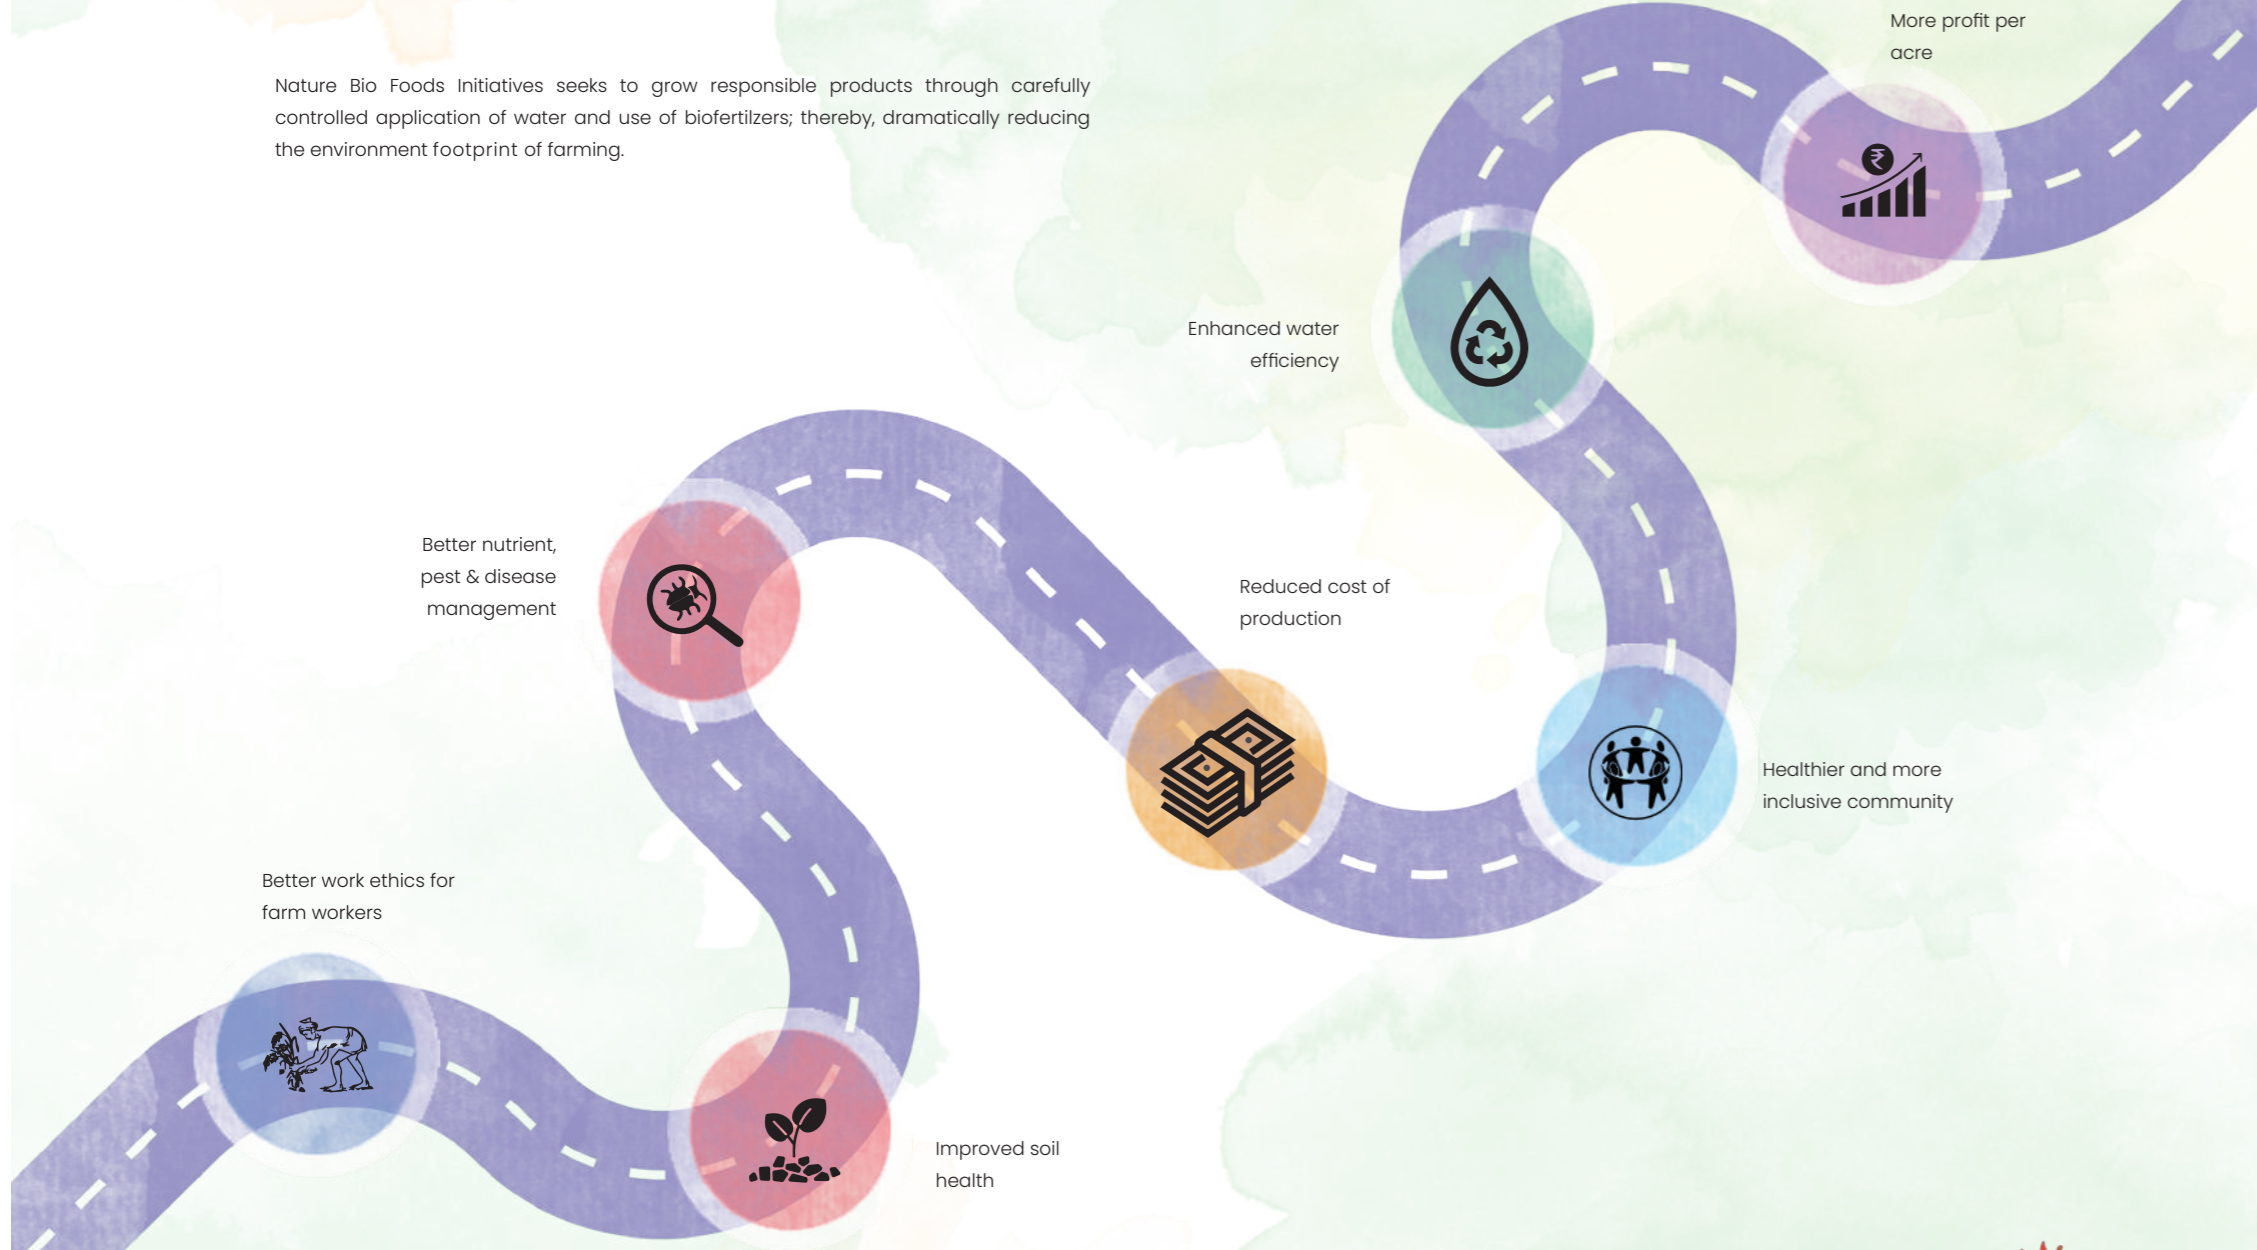 More profit per
acre
Nature Bio Foods Initiatives seeks to grow responsible products through carefully
controlled application of water and use of biofertilzers; thereby, dramatically reducing
the environment footprint of farming.
₹
Enhanced water
efficiency
Better nutrient,
pest & disease
management
Reduced cost of
production
Healthier and more
inclusive community
Better work ethics for
farm workers
Improved soil
health